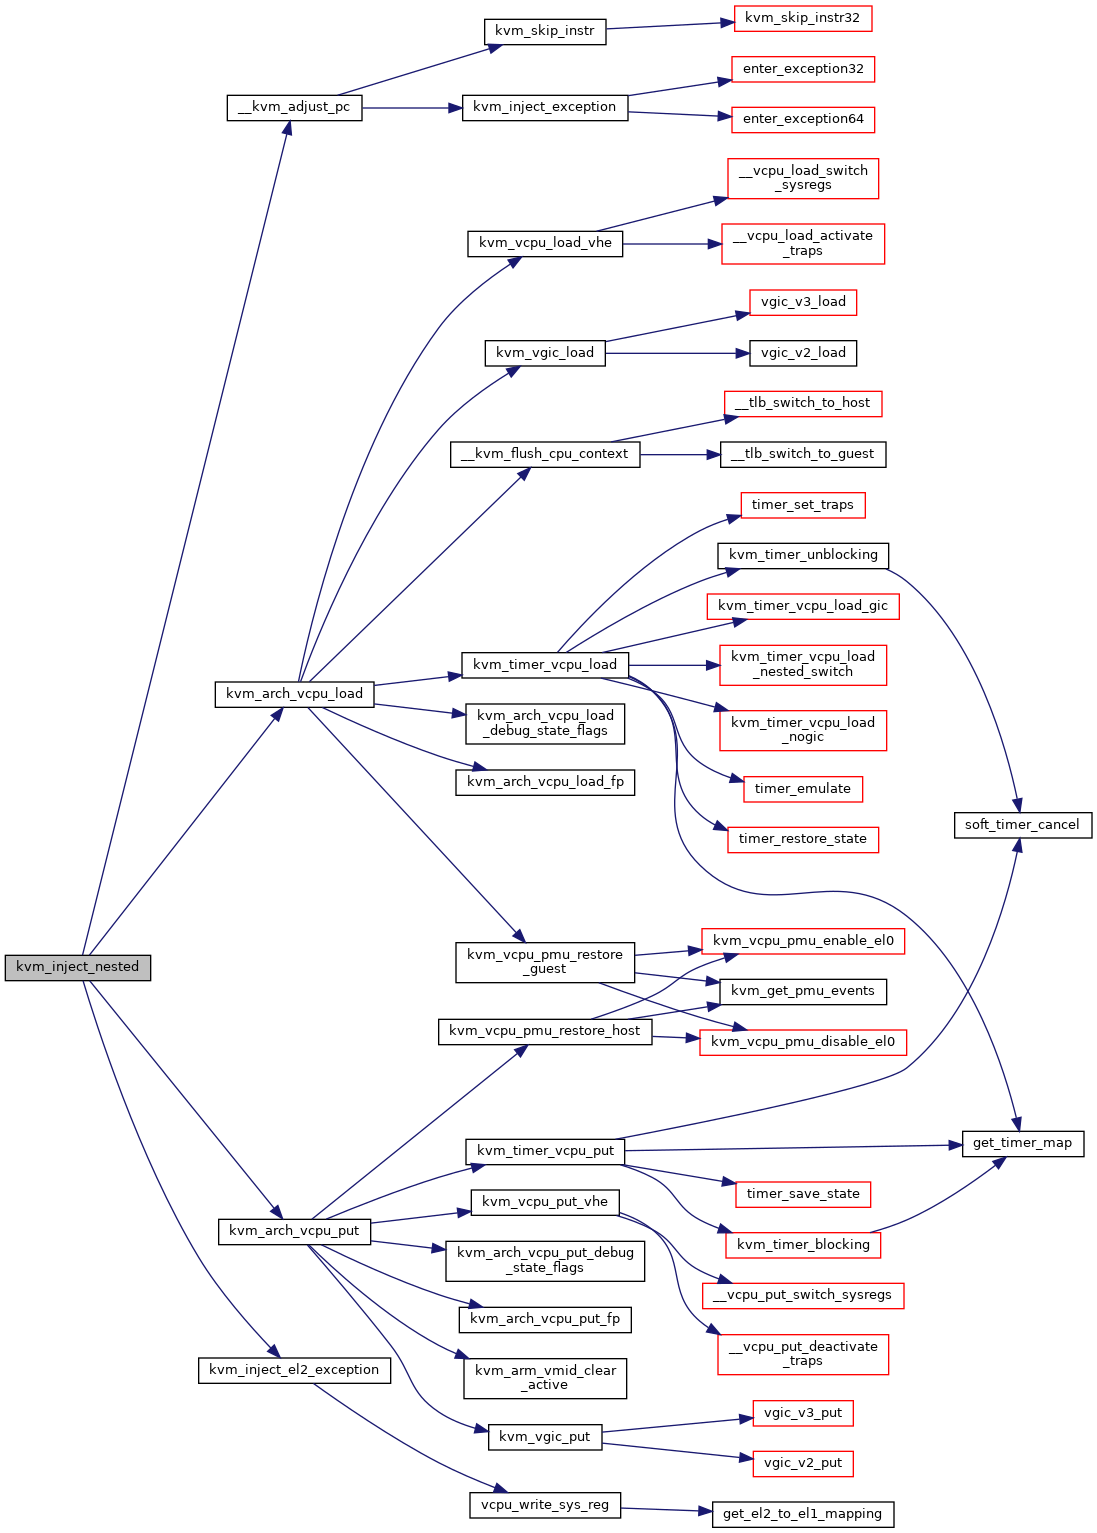 kvm_skip_instr32
kvm_skip_instr
enter_exception32
__kvm_adjust_pc
kvm_inject_exception
enter_exception64
__vcpu_load_switch
_sysregs
kvm_vcpu_load_vhe
__vcpu_load_activate
_traps
vgic_v3_load
kvm_vgic_load
vgic_v2_load
__tlb_switch_to_host
__kvm_flush_cpu_context
__tlb_switch_to_guest
timer_set_traps
kvm_timer_unblocking
kvm_timer_vcpu_load_gic
kvm_timer_vcpu_load
kvm_timer_vcpu_load
_nested_switch
kvm_arch_vcpu_load
kvm_arch_vcpu_load
_debug_state_flags
kvm_timer_vcpu_load
_nogic
kvm_arch_vcpu_load_fp
timer_emulate
soft_timer_cancel
timer_restore_state
kvm_vcpu_pmu_enable_el0
kvm_inject_nested
kvm_vcpu_pmu_restore
_guest
kvm_get_pmu_events
kvm_vcpu_pmu_restore_host
kvm_vcpu_pmu_disable_el0
get_timer_map
kvm_timer_vcpu_put
timer_save_state
kvm_vcpu_put_vhe
kvm_arch_vcpu_put
kvm_timer_blocking
kvm_arch_vcpu_put_debug
_state_flags
__vcpu_put_switch_sysregs
kvm_arch_vcpu_put_fp
__vcpu_put_deactivate
_traps
kvm_inject_el2_exception
kvm_arm_vmid_clear
_active
vgic_v3_put
kvm_vgic_put
vgic_v2_put
vcpu_write_sys_reg
get_el2_to_el1_mapping